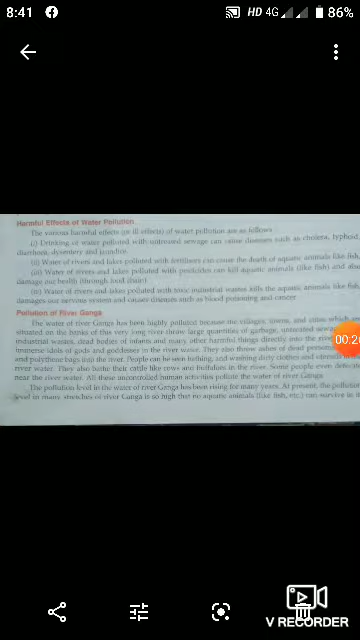 8:41
HD 4G
86%
Harmful Effects of Water Pollution
The various harmful effects (or ill effects) of water pollution are as follows :
(i) Drinking of water polluted with untreated sewage can cause diseases such as cholera, typhoid,
diarrhoea, dysentery and jaundice.
(ii) Water of rivers and lakes polluted with fertilisers can cause the death of aquatic animals like fish,
(iii) Water of rivers and lakes polluted with pesticides can kill aquatic animals (like fish) and also
damage our health (through food chain)
(iv) Water of rivers and lakes polluted with toxic industrial wastes kills the aquatic animals like fish,
damages our nervous system and causes diseases such as blood poisoning and cancer
Pollution of River Ganga
The water of river Ganga has been highly polluted because the villages, towns, and cities which are
situated on the banks of this very long river throw large quantities of garbage, untreated sewage
industrial wastes, dead bodies of infants and many other harmful things directly into the river
immerse idols of gods and goddesses in the river water. They also throw ashes of dead persons
and polythene bags into the river. People can be seen bathing, and washing dirty clothes and utensils in
river water. They also bathe their cattle like cows and buffaloes in the river. Some people even defecate
near the river water. All these uncontrolled human activities pollute the water of river Ganga.
The pollution level in the water of river Ganga has been rising for many years. At present, the pollution
level in many stretches of river Ganga is so high that no aquatic animals (like fish, etc.) can survive in it.
00:2
V RECORDER